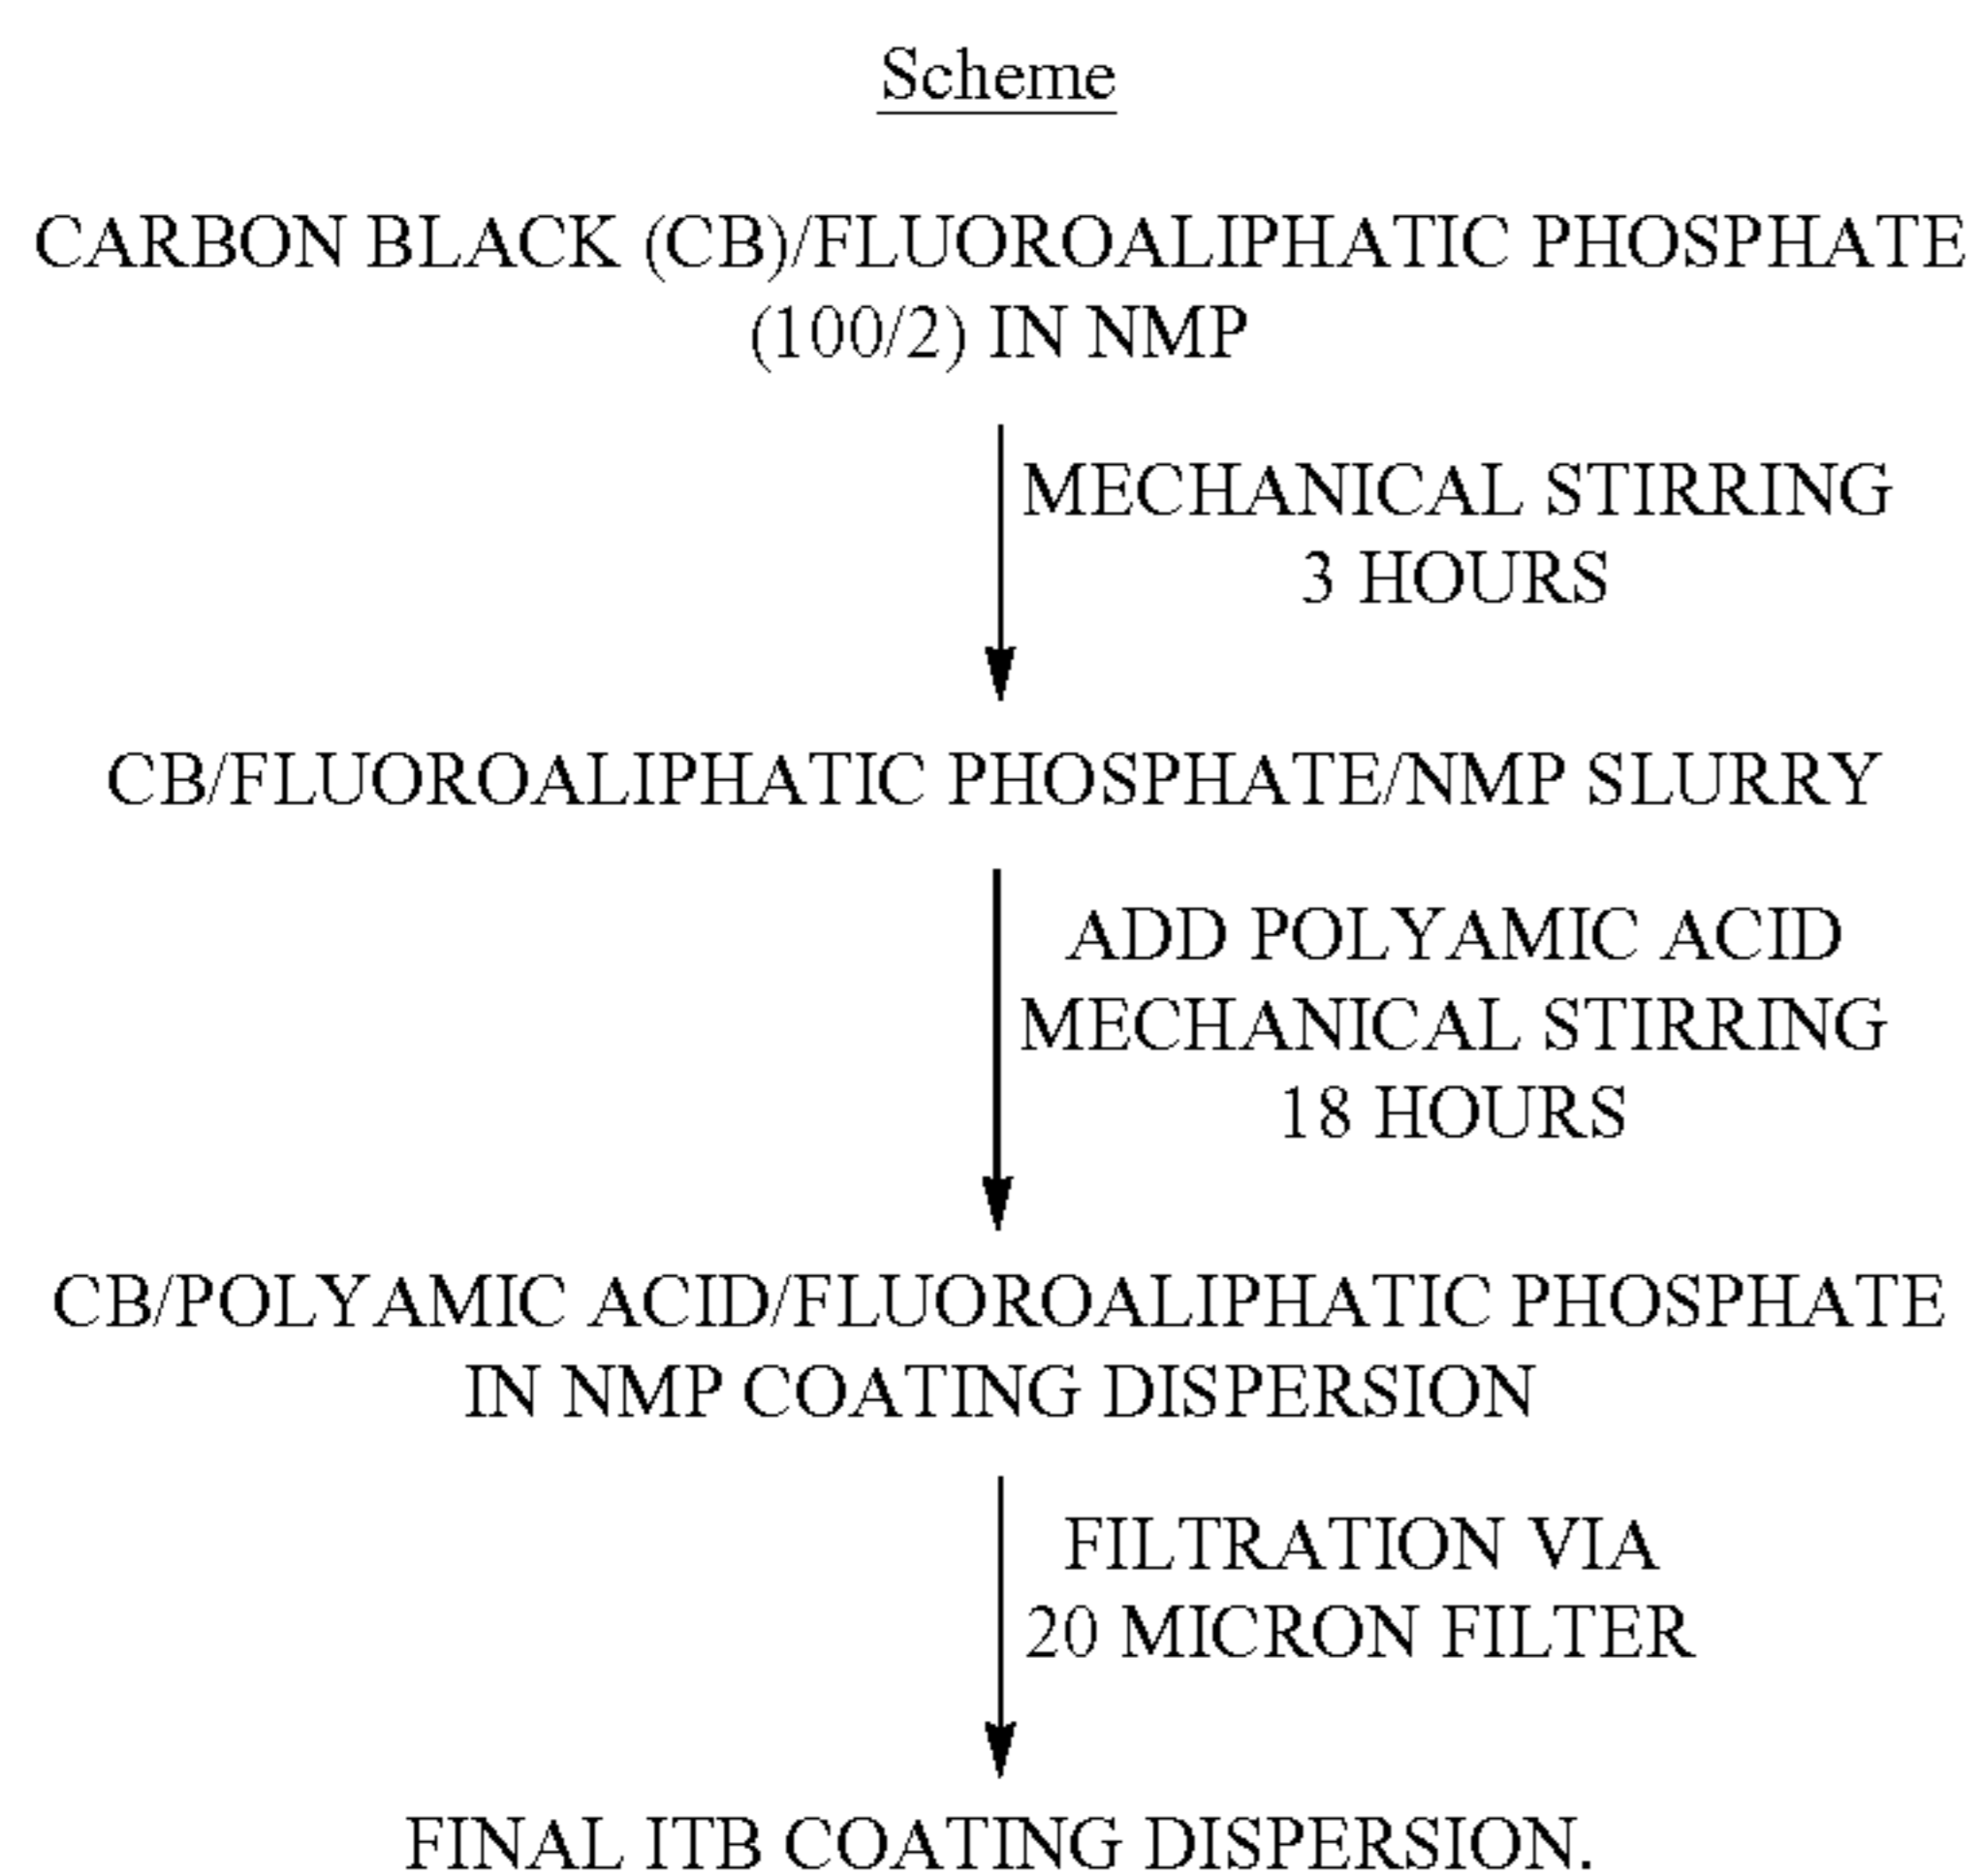 Scheme
CARBON BLACK (CB)/FLUOROALIPHATIC PHOSPHATE
(100/2) IN NMP
MECHANICAL STIRRING
3 HOURS
CB/FLUOROALIPHATIC PHOSPHATE/NMP SLURRY
ADD POLYAMIC ACID
MECHANICAL STIRRING
18 HOURS
CB/POLYAMIC ACID/FLUOROALIPHATIC PHOSPHATE
IN NMP COATING DISPERSION
FILTRATION VIA
20 MICRON FILTER
FINAL ITB COATING DISPERSION.